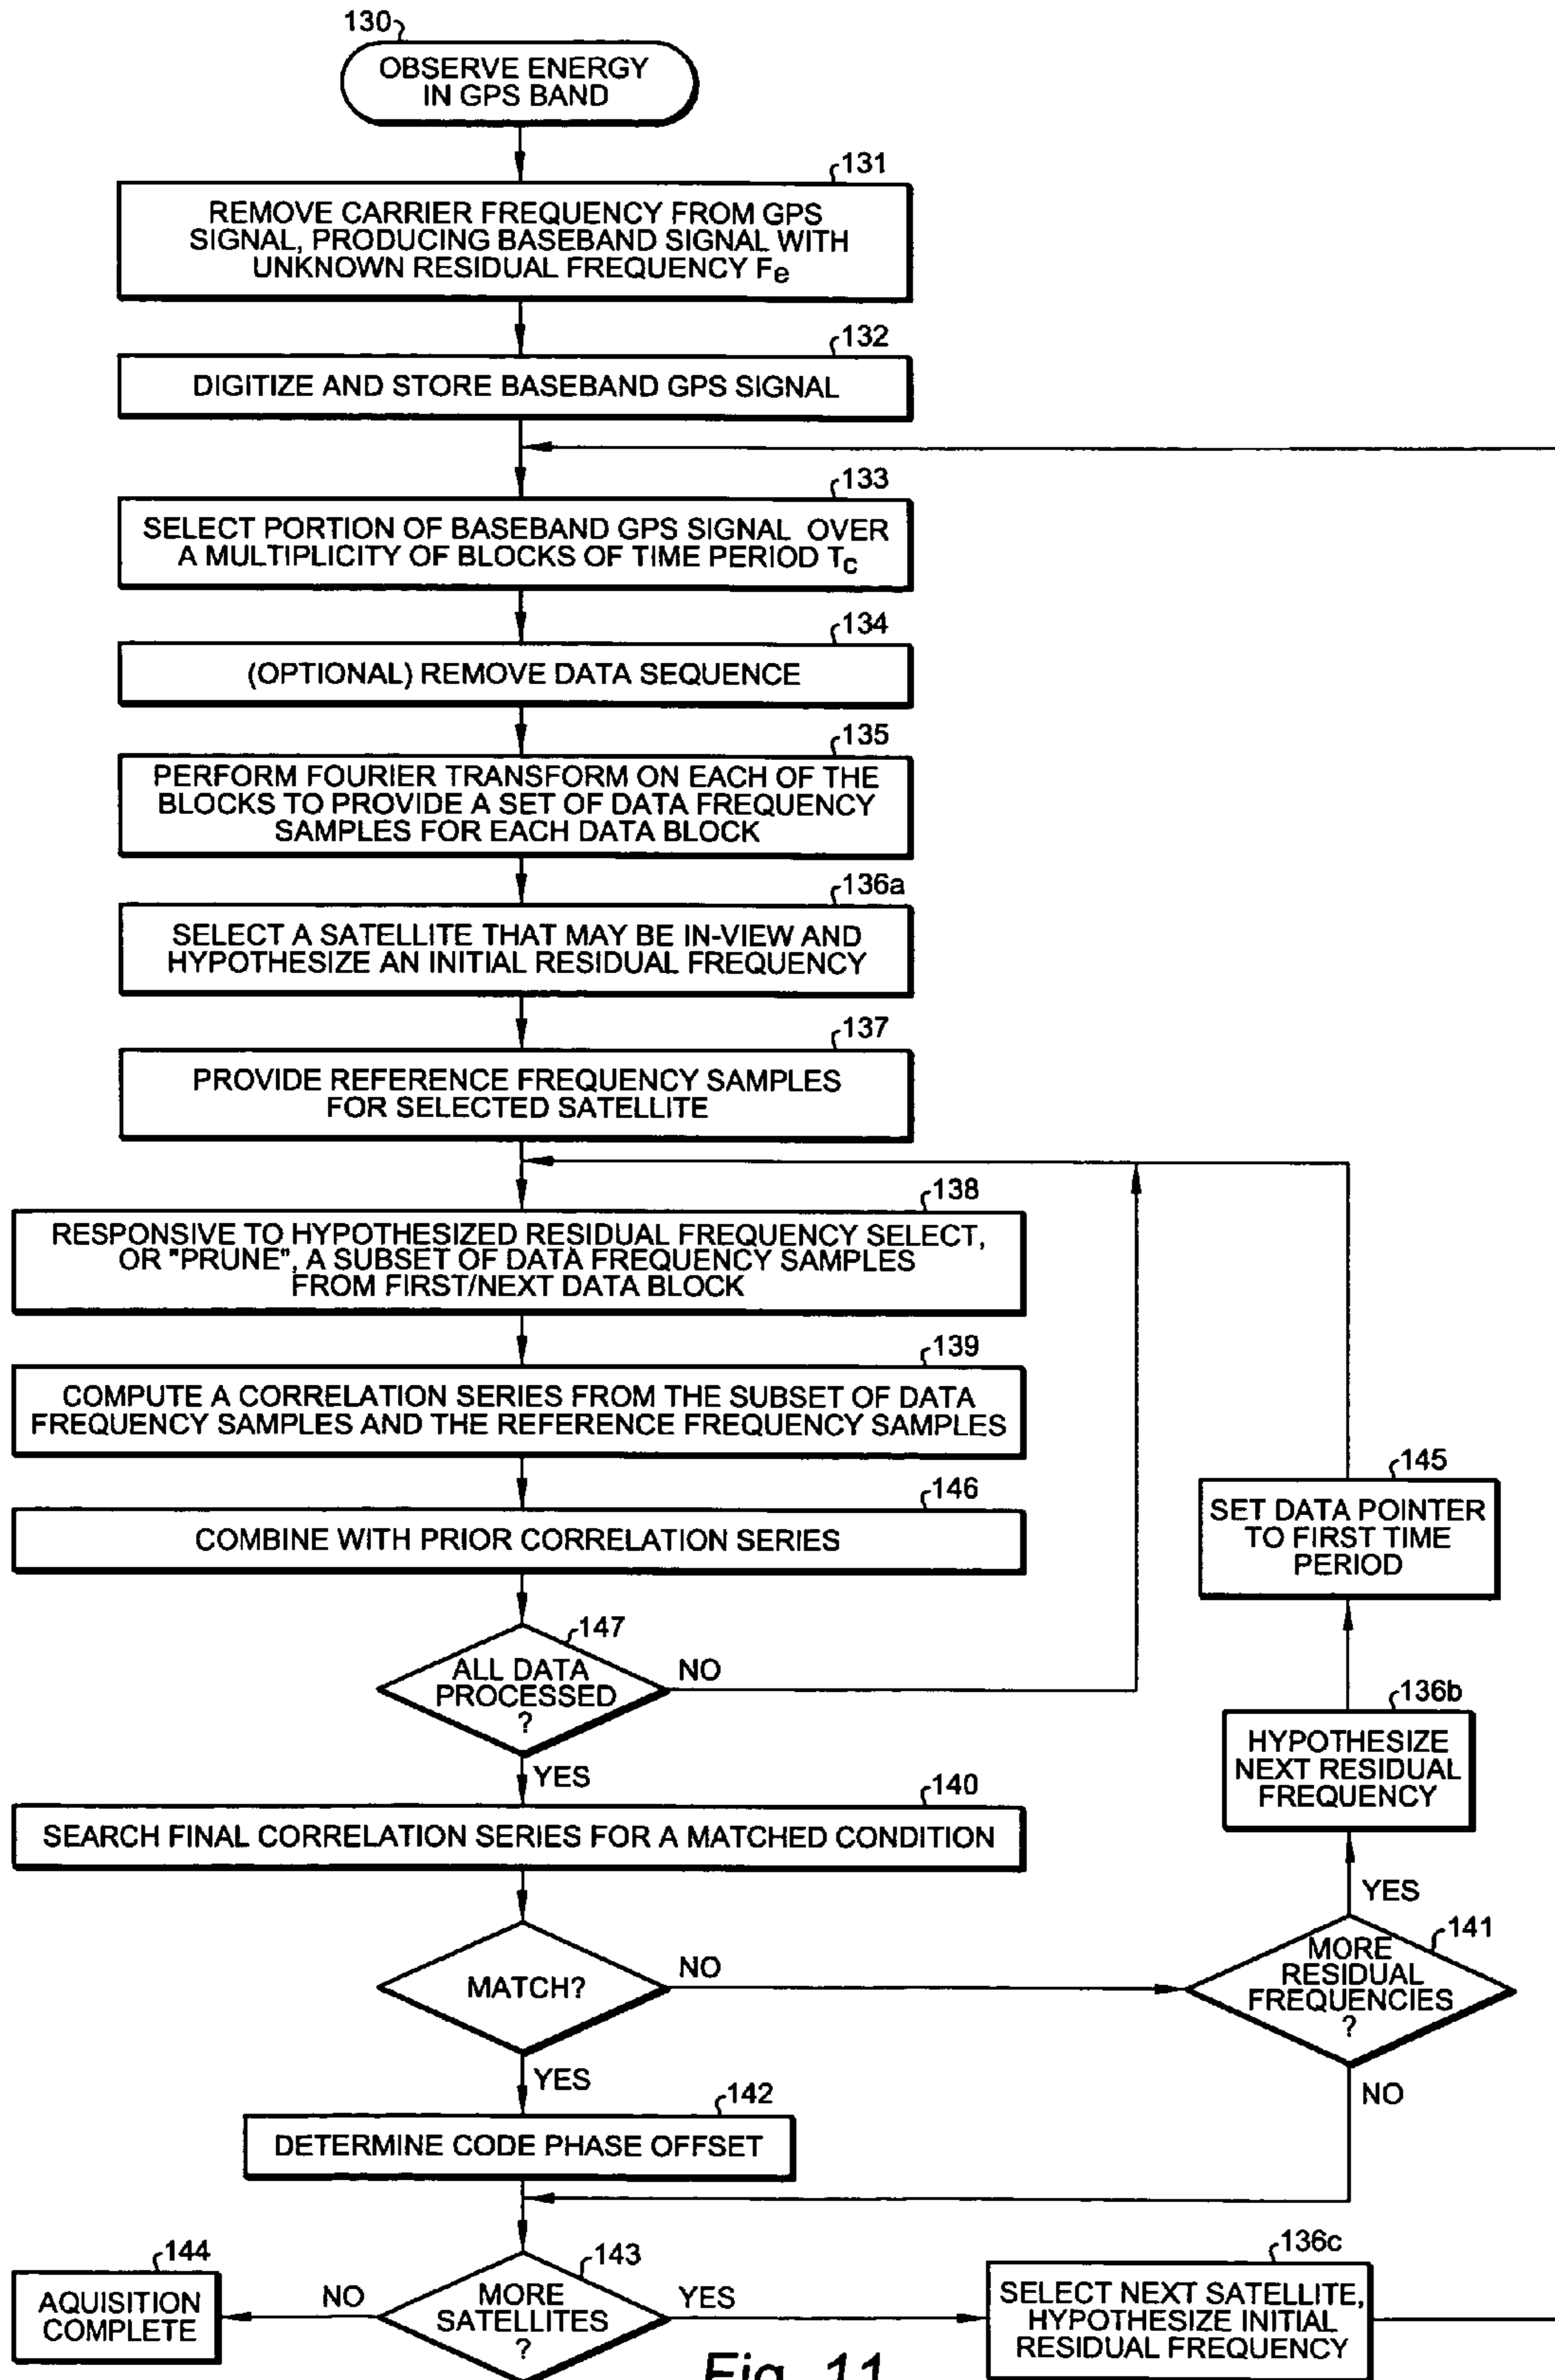 130
OBSERVE ENERGY
IN GPS BAND
131
REMOVE CARRIER FREQUENCY FROM GPS
SIGNAL, PRODUCING BASEBAND SIGNAL WITH
UNKNOWN RESIDUAL FREQUENCY Fe
132
DIGITIZE AND STORE BASEBAND GPS SIGNAL
133
SELECT PORTION OF BASEBAND GPS SIGNAL OVER
A MULTIPLICITY OF BLOCKS OF TIME PERIOD Tc
134
(OPTIONAL) REMOVE DATA SEQUENCE
135
PERFORM FOURIER TRANSFORM ON EACH OF THE
BLOCKS TO PROVIDE A SET OF DATA FREQUENCY
SAMPLES FOR EACH DATA BLOCK
136a
SELECT A SATELLITE THAT MAY BE IN-VIEW AND
HYPOTHESIZE AN INITIAL RESIDUAL FREQUENCY
137
PROVIDE REFERENCE FREQUENCY SAMPLES
FOR SELECTED SATELLITE
138
RESPONSIVE TO HYPOTHESIZED RESIDUAL FREQUENCY SELECT,
OR "PRUNE", A SUBSET OF DATA FREQUENCY SAMPLES
FROM FIRST/NEXT DATA BLOCK
139
COMPUTE A CORRELATION SERIES FROM THE SUBSET OF DATA
FREQUENCY SAMPLES AND THE REFERENCE FREQUENCY SAMPLES
146
COMBINE WITH PRIOR CORRELATION SERIES
145
SET DATA POINTER
TO FIRST TIME
PERIOD
147
ALL DATA
PROCESSED
?
NO
YES
136b
HYPOTHESIZE
NEXT RESIDUAL
FREQUENCY
140
SEARCH FINAL CORRELATION SERIES FOR A MATCHED CONDITION
YES
MATCH?
NO
141
MORE
RESIDUAL
FREQUENCIES
?
YES
NO
142
DETERMINE CODE PHASE OFFSET
144
AQUISITION
COMPLETE
NO
143
MORE
SATELLITES
?
YES
136c
SELECT NEXT SATELLITE,
HYPOTHESIZE INITIAL
RESIDUAL FREQUENCY
Fig. 11